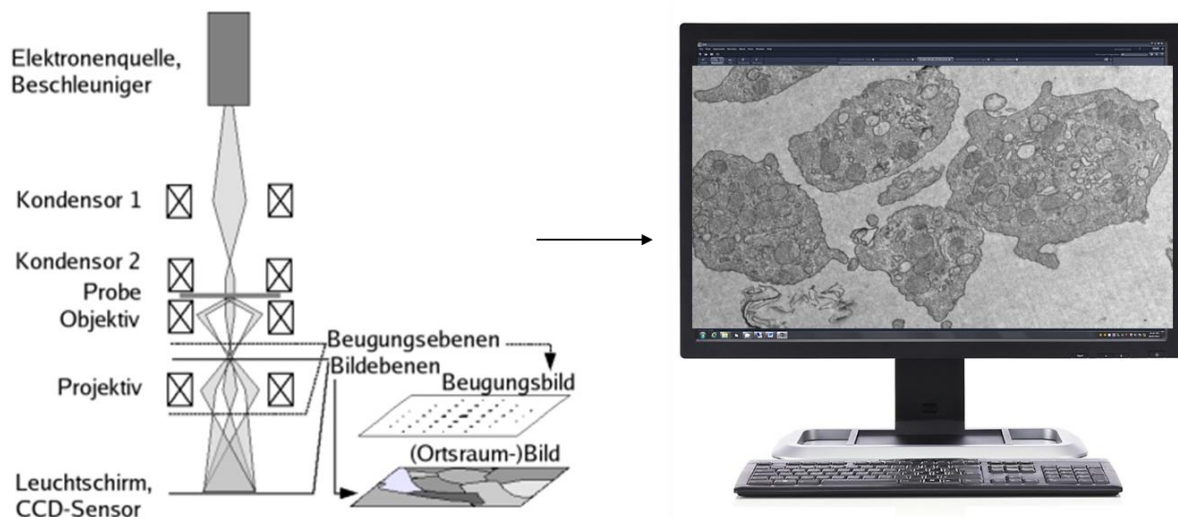 Elektronenquelle,
Beschleuniger
Kondensor 1
Kondensor 2
Probe
Objektiv
Beugungsebenen
Bildebenen
Projektiv
Beugungsbild
(Ortsraum-)Bild
Leuchtschirm,
CCD-Sensor